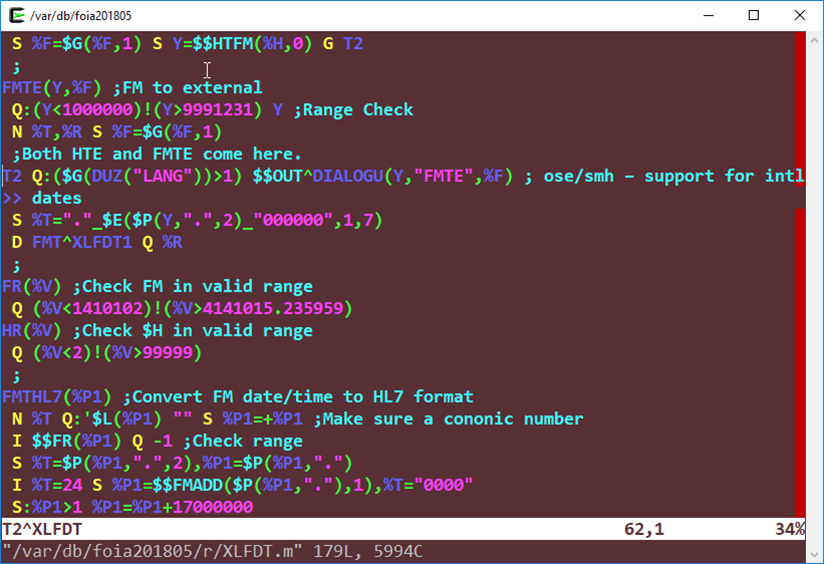 /var/db/foia201805
 S %F=$G(%F,1) S Y=$$HTFM(%H,0) G T2
 ;
FMTE(Y,%F) ;FM to external
 Q:(Y<1000000)!(Y>9991231) Y ;Range Check
 N %T,%R S %F=$G(%F,1)
 ;Both HTE and FMTE come here.
T2 Q:($G(DUZ("LANG"))>1) $$OUT^DIALOGU(Y,"FMTE",%F) ; ose/smh – support for intl
>> dates
 S %T="."_$E($P(Y,".",2)_"000000",1,7)
 D FMT^XLFDT1 Q %R
 ;
FR(%V) ;Check FM in valid range
 Q (%V<1410102)!(%V>4141015.235959)
HR(%V) ;Check $H in valid range
 Q (%V<2)!(%V>99999)
 ;
FMTHL7(%P1) ;Convert FM date/time to HL7 format
 N %T Q:'$L(%P1) "" S %P1=+%P1 ;Make sure a cononic number
 I $$FR(%P1) Q -1 ;Check range
 S %T=$P(%P1,".",2),%P1=$P(%P1,".")
 I %T=24 S %P1=$$FMADD($P(%P1,"."),1),%T="0000"
 S:%P1>1 %P1=%P1+17000000
T2^XLFDT 62,1 34%
"/var/db/foia201805/r/XLFDT.m" 179L, 5994C